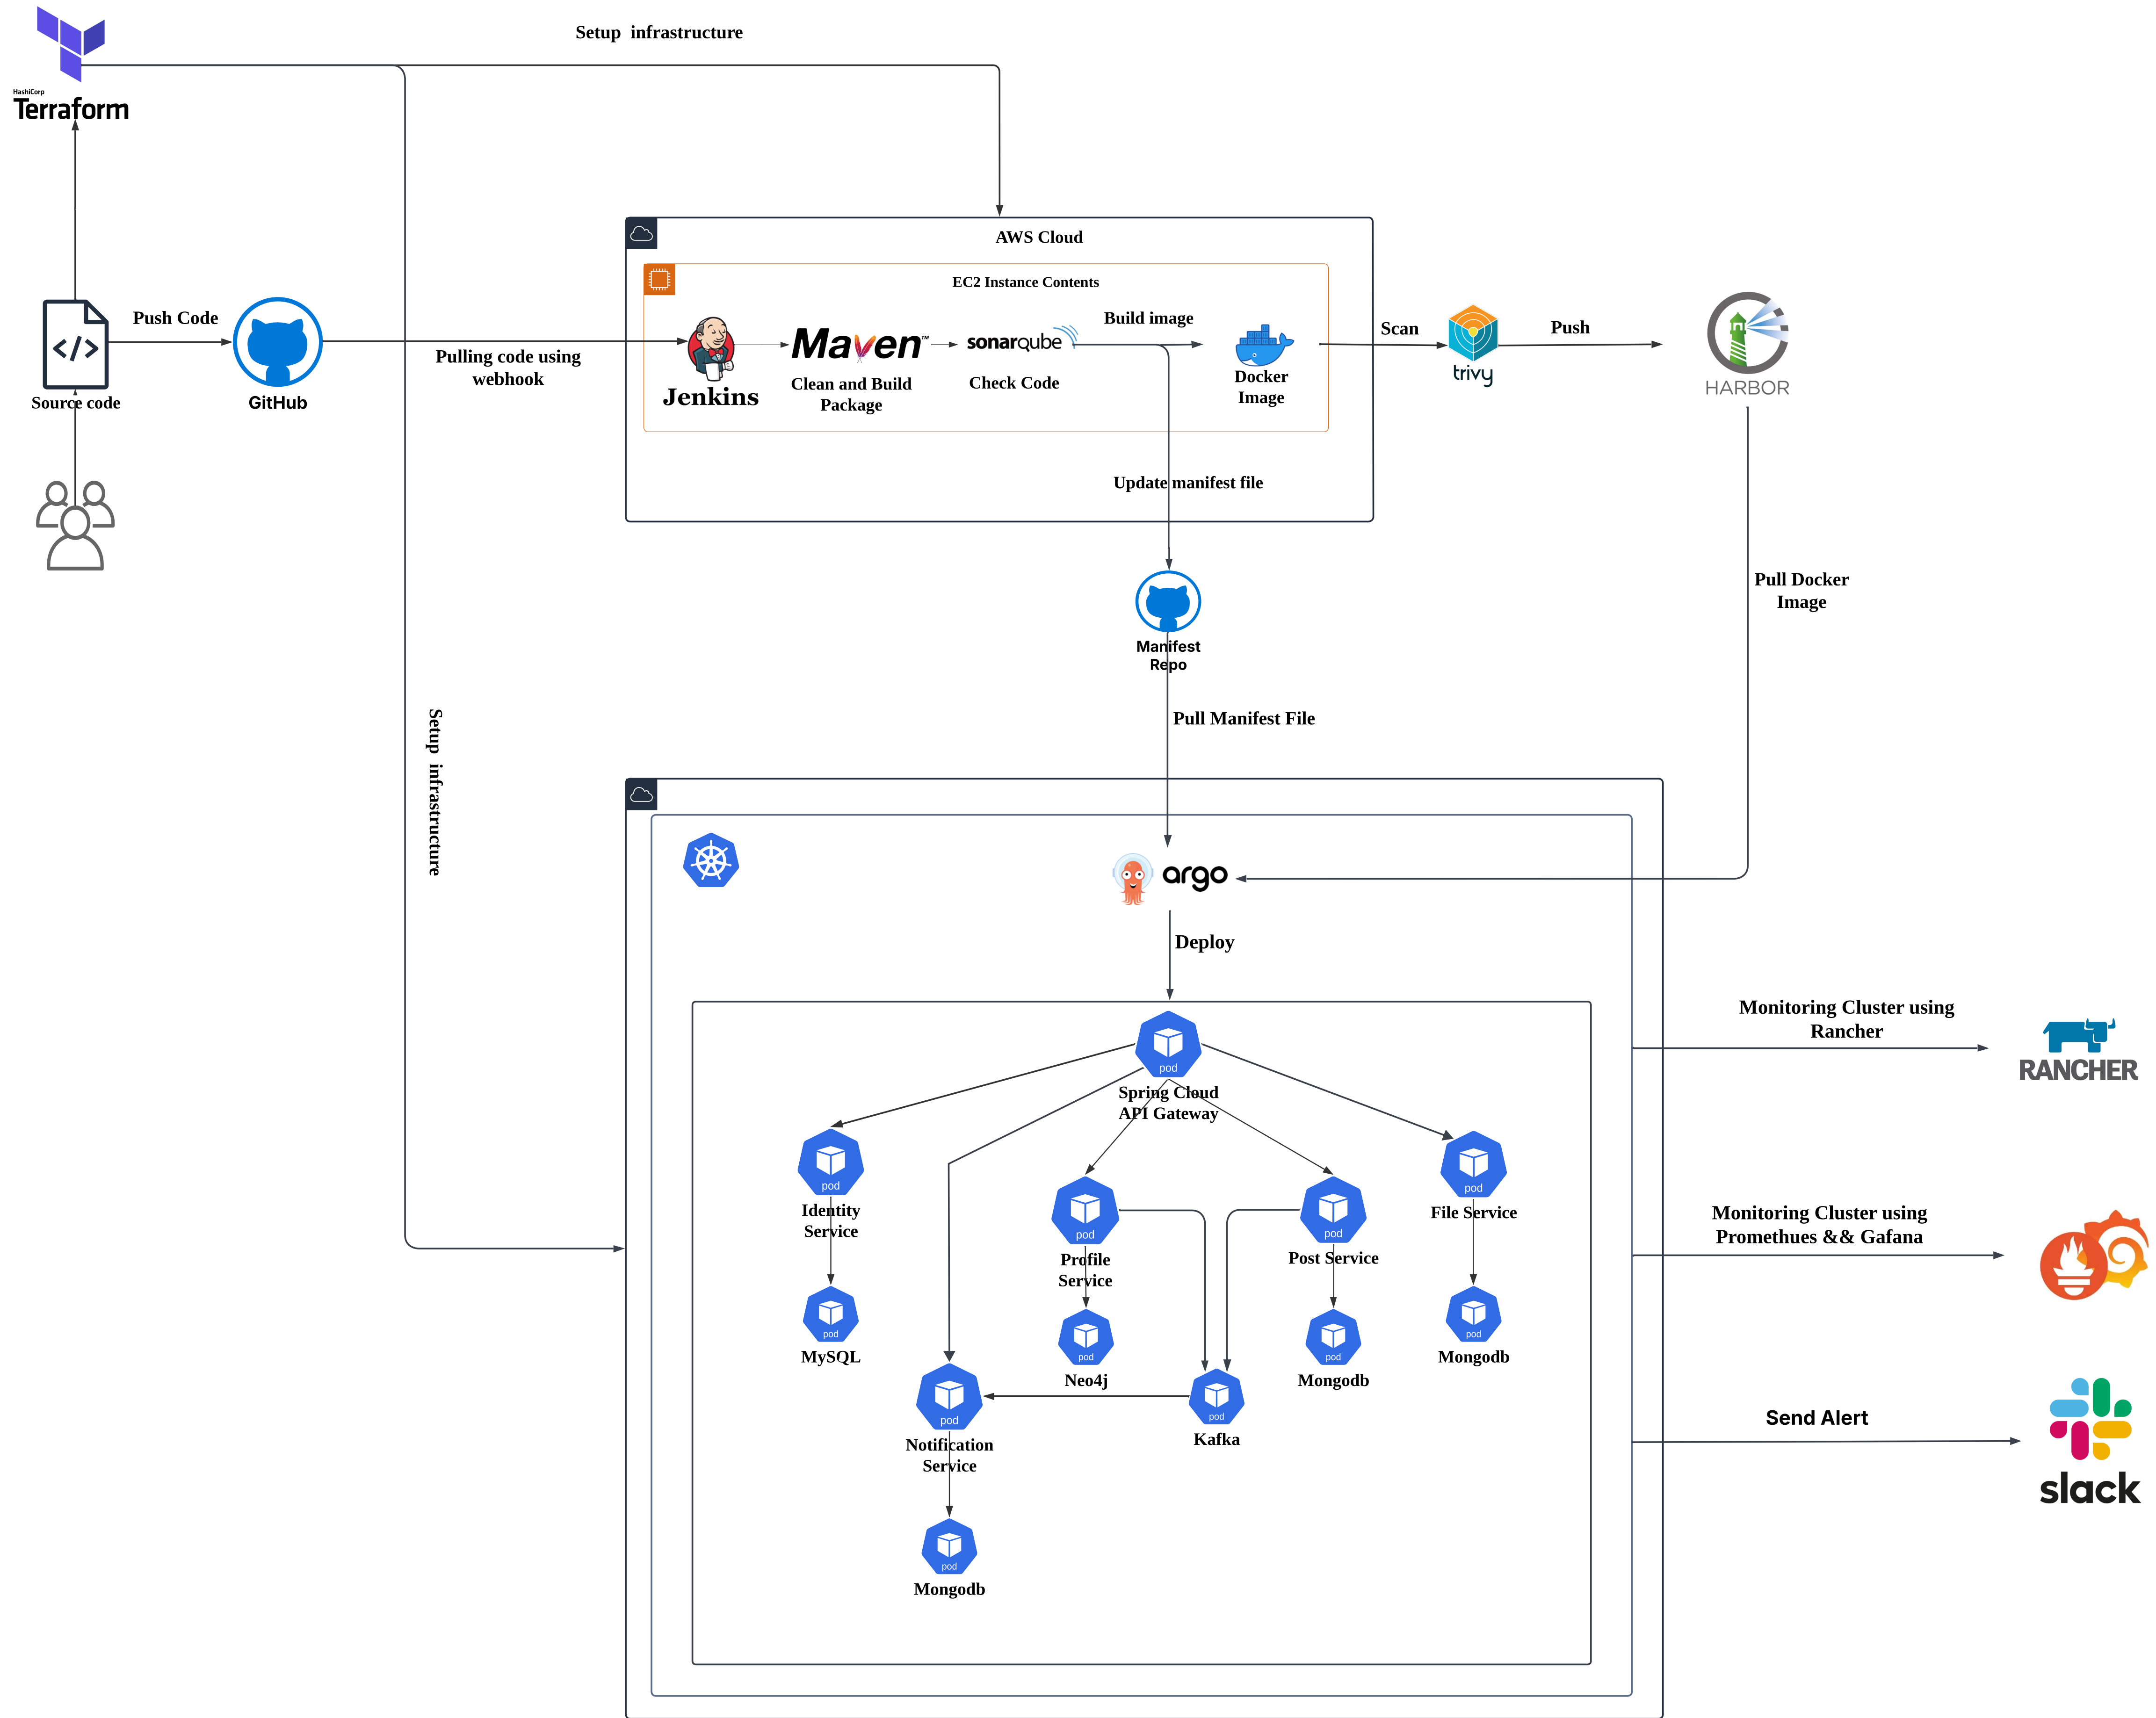 Setup infrastructure
HashiCorp
Terraform
AWS Cloud
EC2 Instance Contents
Push Code
Build image
Scan
Push
Pulling code using
webhook
Source code
GitHub
Jenkins
Maven™
Clean and Build
Package
sonarqube
Check Code
Docker
Image
trivy
HARBOR
Update manifest file
Pull Docker
Image
Manifest
Repo
Pull Manifest File
Setup infrastructure
argo
Deploy
Monitoring Cluster using
Rancher
RANCHER
pod
Spring Cloud
API Gateway
pod
Identity
Service
pod
Profile
Service
pod
Post Service
pod
File Service
Monitoring Cluster using
Promethues && Gafana
pod
MySQL
pod
Neo4j
pod
Mongodb
pod
Mongodb
pod
Notification
Service
pod
Kafka
Send Alert
slack
pod
Mongodb